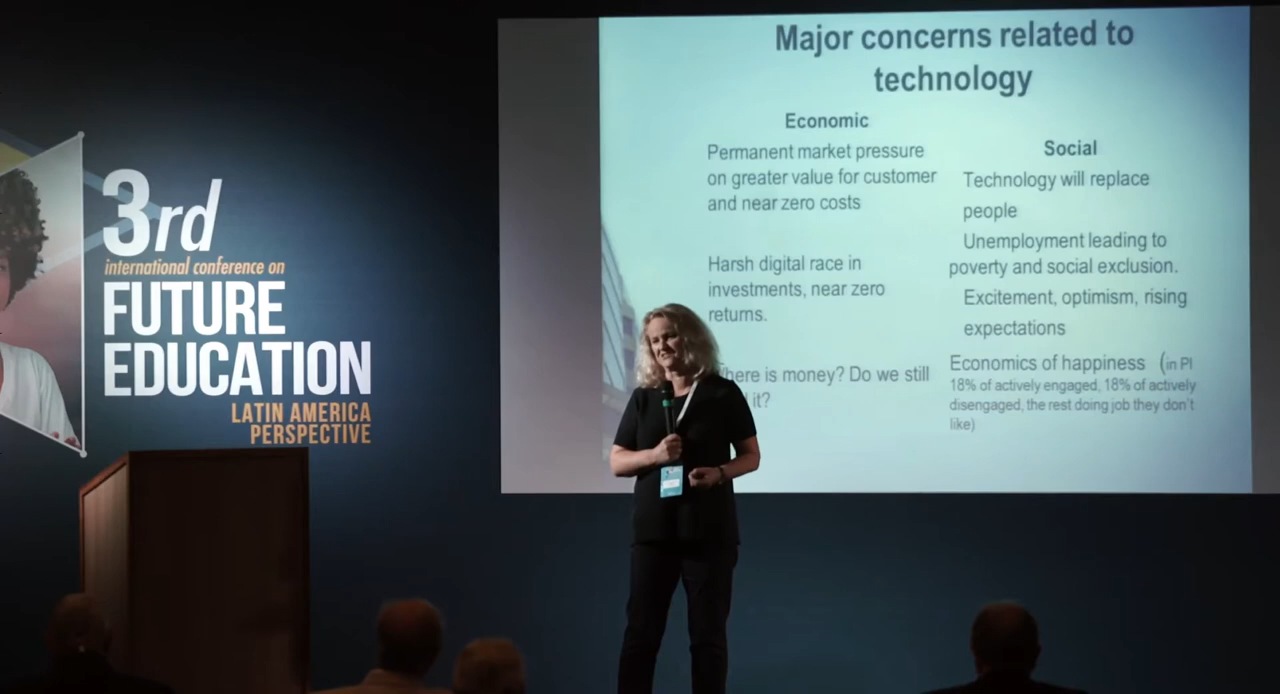 3rd
international conference on
FUTURE
EDUCATION
LATIN AMERICA
PERSPECTIVE
Major concerns related to
technology
Economic
Permanent market pressure
on greater value for customer
and near zero costs
Harsh digital race in
investments, near zero
returns.
here is money? Do we still
it?
Social
Technology will replace
people
Unemployment leading to
poverty and social exclusion.
Excitement, optimism, rising
expectations
Economics of happiness (in Pl
18% of actively engaged, 18% of actively
disengaged, the rest doing job they don't
like)